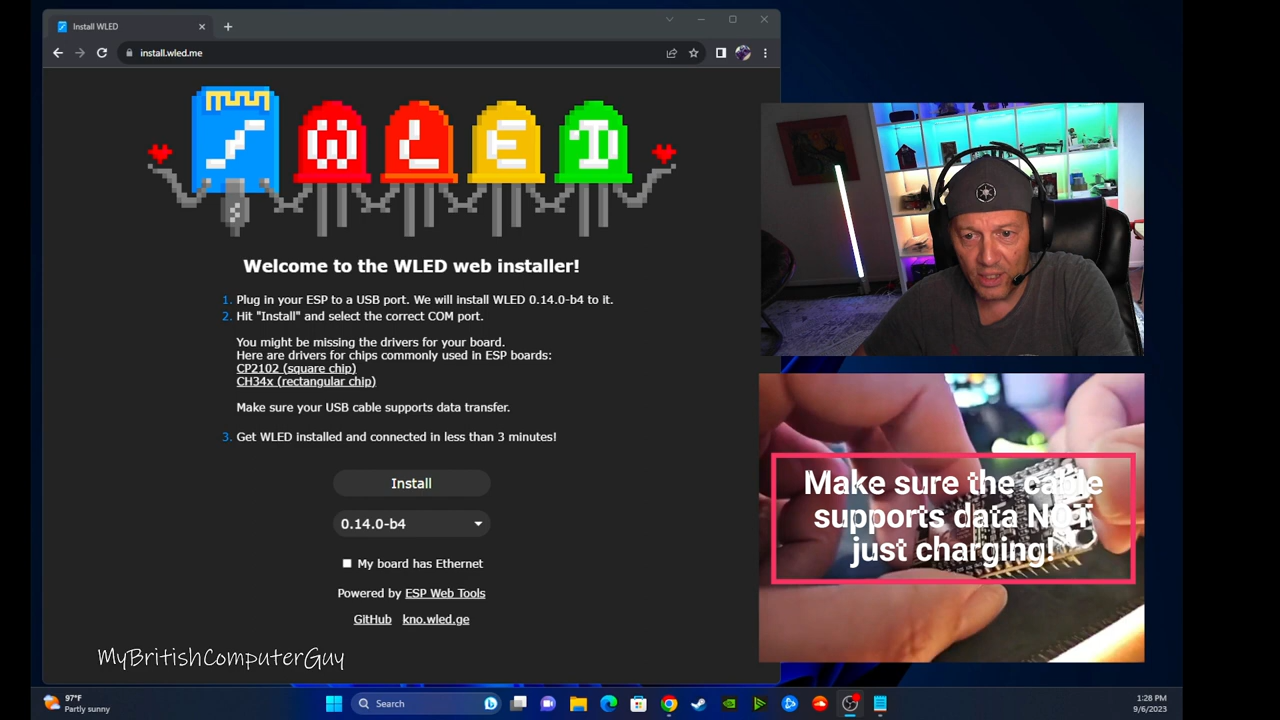 Install WLED
install.wled.me
WLED
Welcome to the WLED web installer!
1. Plug in your ESP to a USB port. We will install WLED 0.14.0-b4 to it.
2. Hit "Install" and select the correct COM port.
You might be missing the drivers for your board.
Here are drivers for chips commonly used in ESP boards:
CP2102 (square chip)
CH34x (rectangular chip)
Make sure your USB cable supports data transfer.
3. Get WLED installed and connected in less than 3 minutes!
Install
0.14.0-b4
My board has Ethernet
Powered by ESP Web Tools
GitHub kno.wled.ge
MyBritishComputerGuy
Make sure the cable
supports data NOT
just charging!
97°F
Partly sunny
Search
1:28 PM
9/6/2023